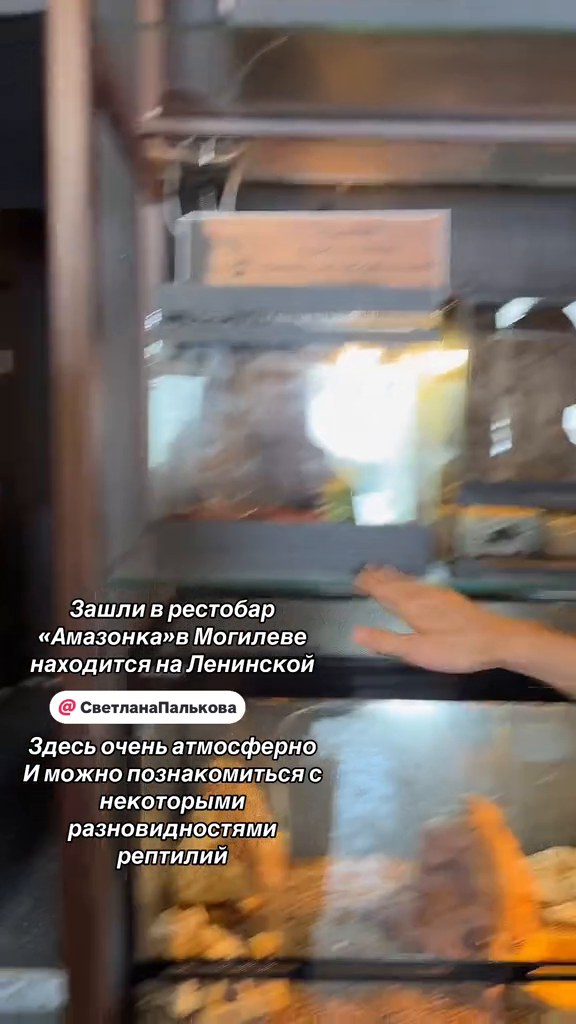 Зашли в рестобар
«Амазонка»в Могилеве
находится на Ленинской
@ СветланаПалькова
Здесь очень атмосферно
И можно познакомиться с
некоторыми
разновидностями
рептилий